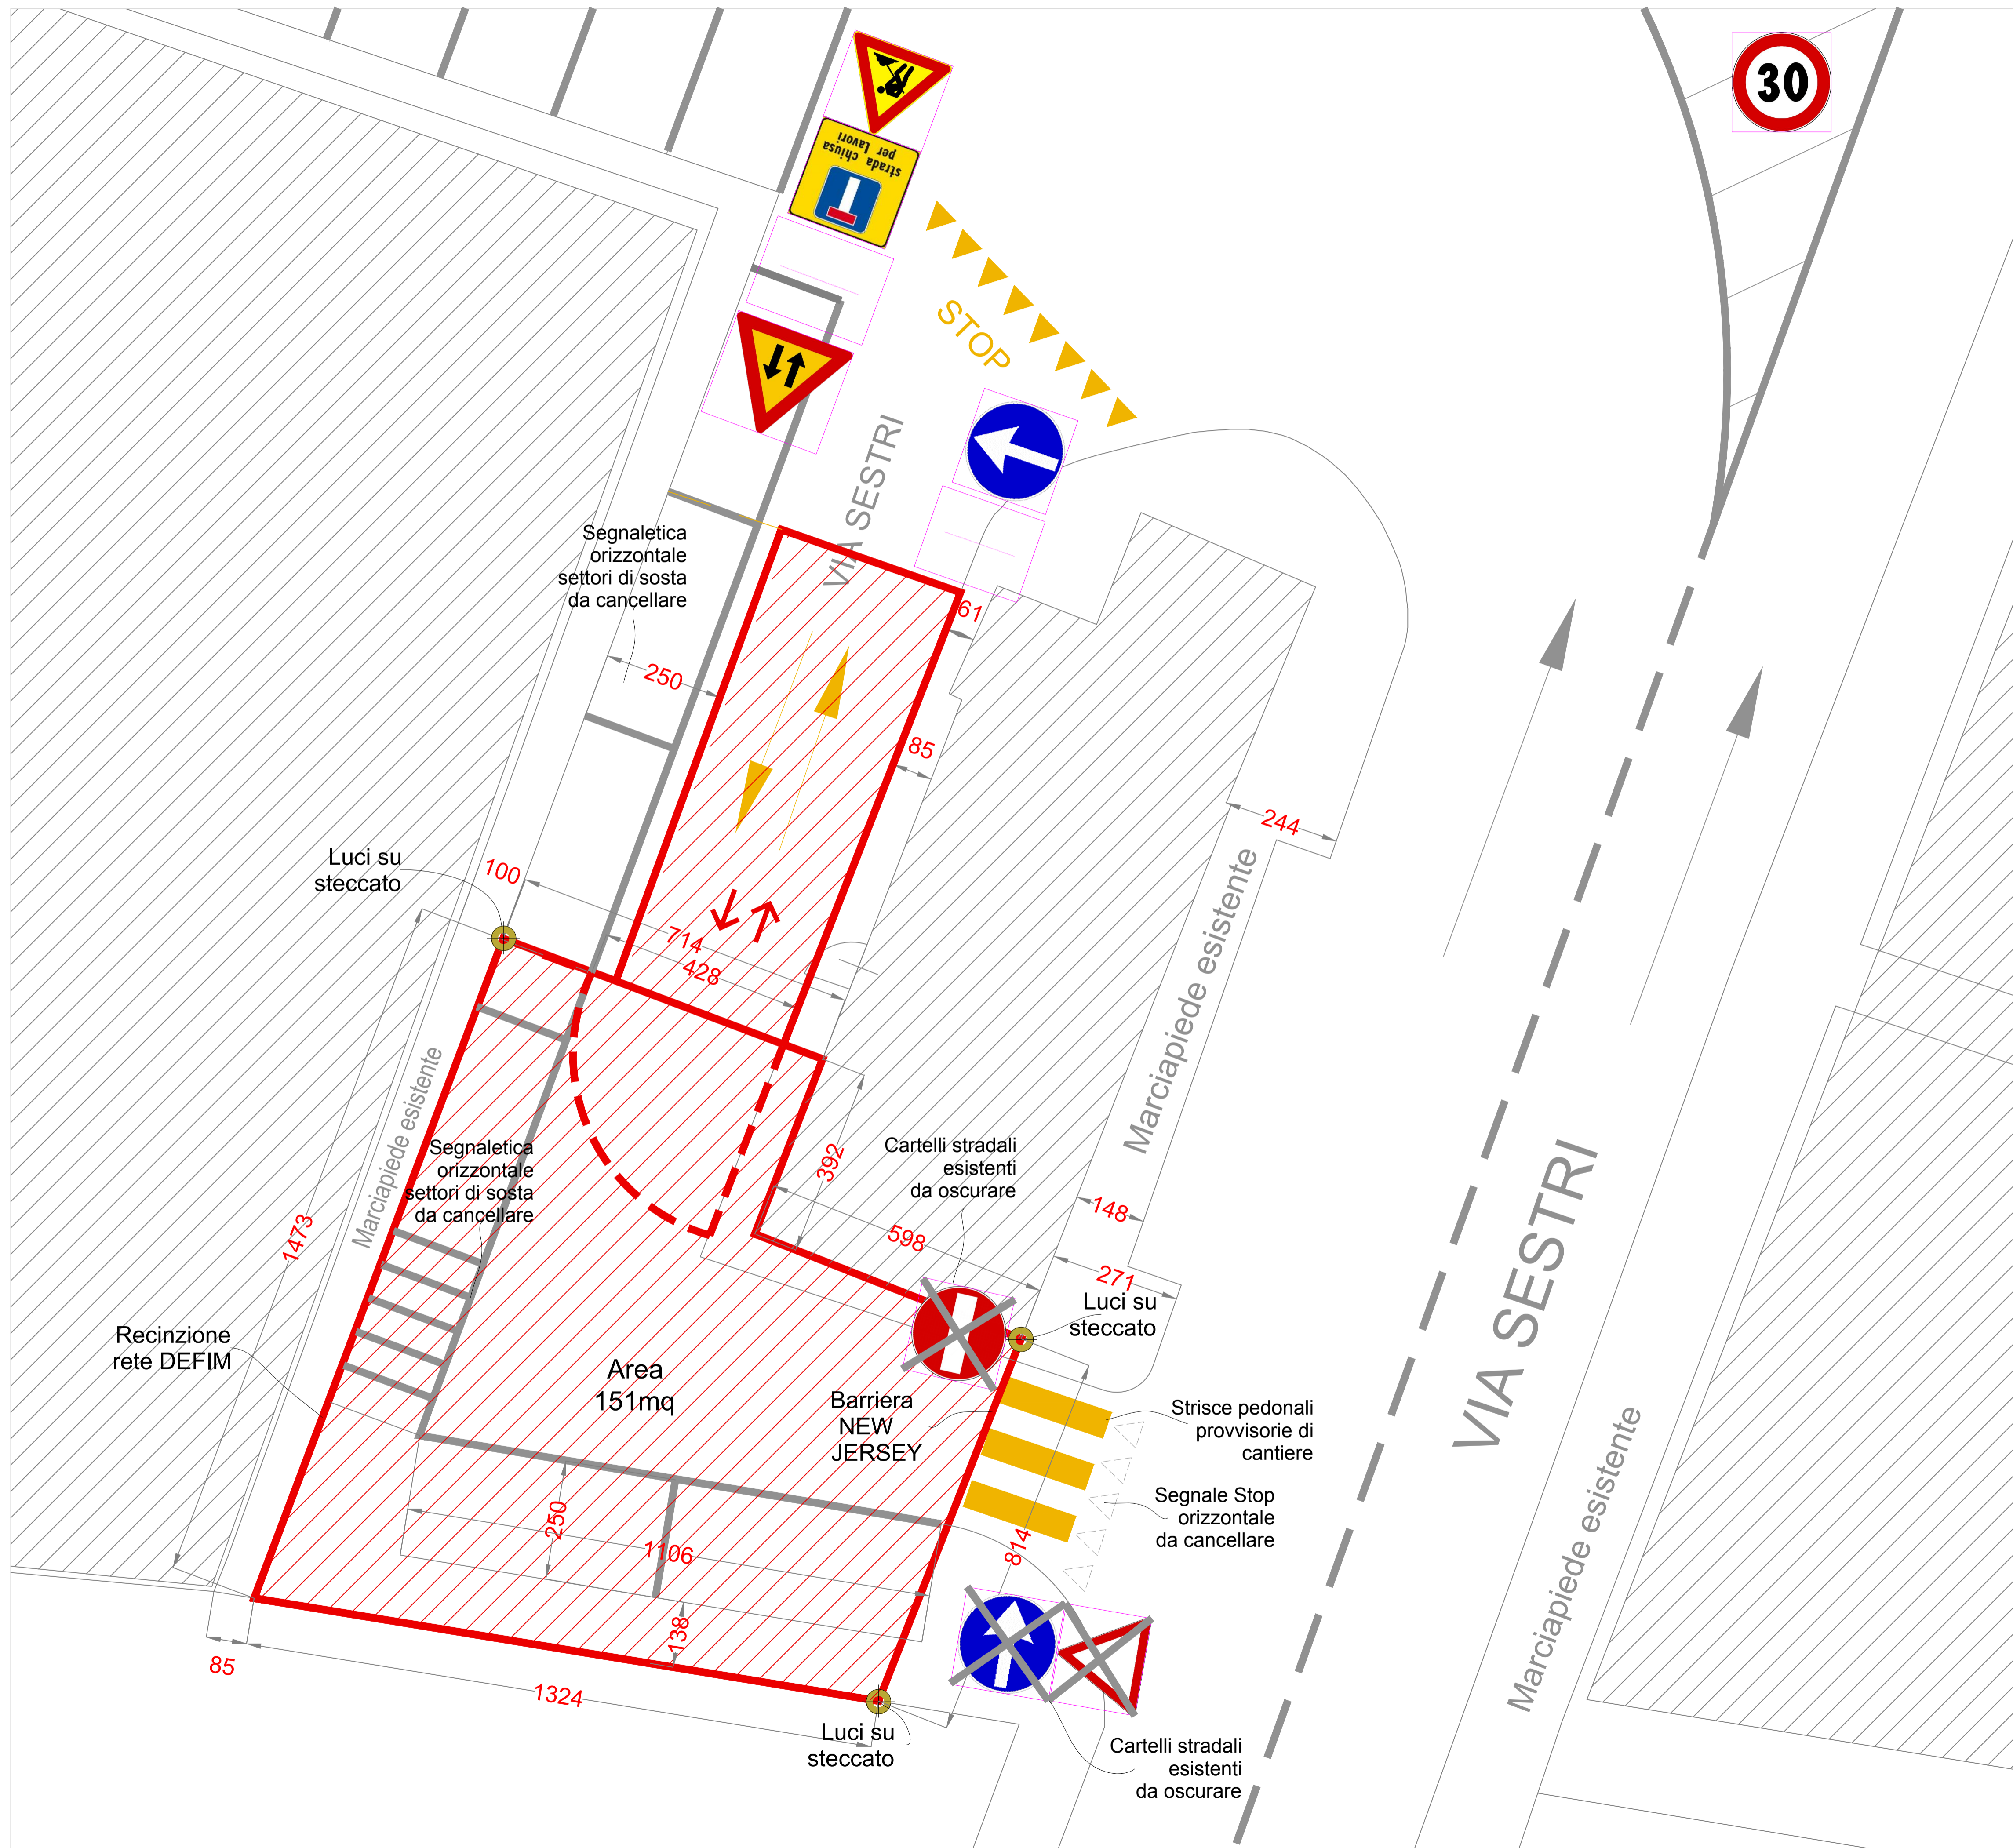 30
strada chiusa
per lavori
STOP
VIA SESTRI
Segnaletica
orizzontale
settori di sosta
da cancellare
61
250
85
244
Luci su
steccato
100
714
428
Marciapiede esistente
Marciapiede esistente
Segnaletica
orizzontale
settori di sosta
da cancellare
392
Cartelli stradali
esistenti
da oscurare
148
598
1473
271
Luci su
steccato
VIA SESTRI
Recinzione
rete DEFIM
Area
151mq
Barriera
NEW
JERSEY
Strisce pedonali
provvisorie di
cantiere
Segnale Stop
orizzontale
da cancellare
Marciapiede esistente
250
1106
814
138
85
1324
Luci su
steccato
Cartelli stradali
esistenti
da oscurare